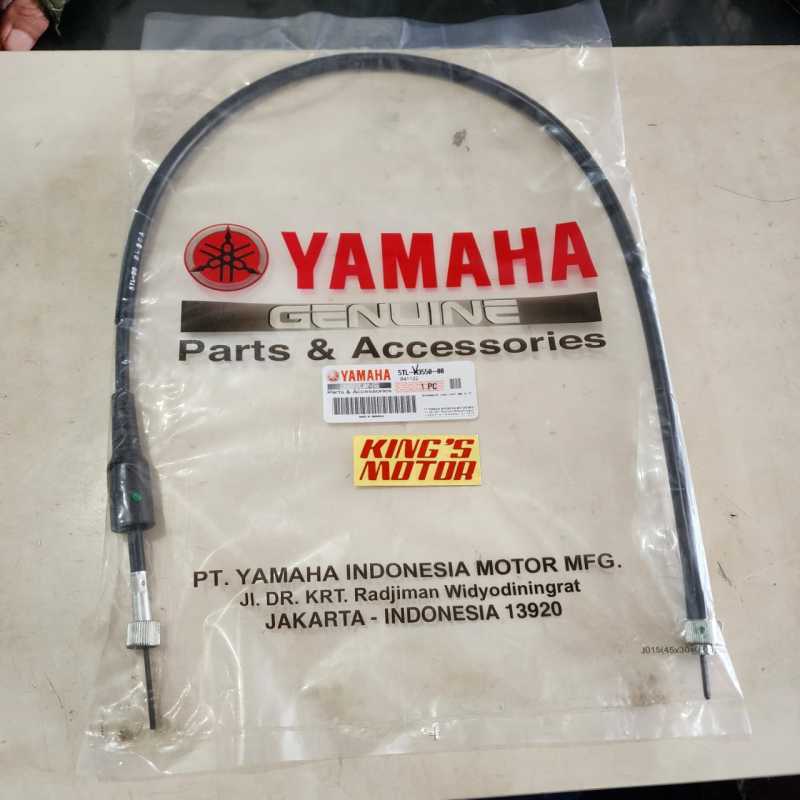 YAMAHA
GENUINE
Parts & Accessories
YAMAHA
Parts & Accessories
1 PC
KING'S
MOTOR
PT. YAMAHA INDONESIA MOTOR MFG.
Jl. DR. KRT. Radjiman Widyodiningrat
JAKARTA - INDONESIA 13920